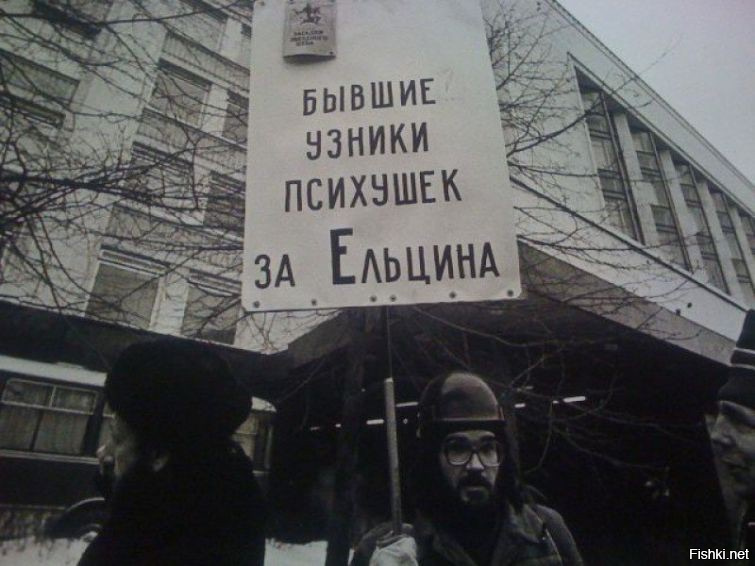 БЫВШИЕ
УЗНИКИ
ПСИХУШЕК
ЗА ЕЛЬЦИНА
Fishki.net